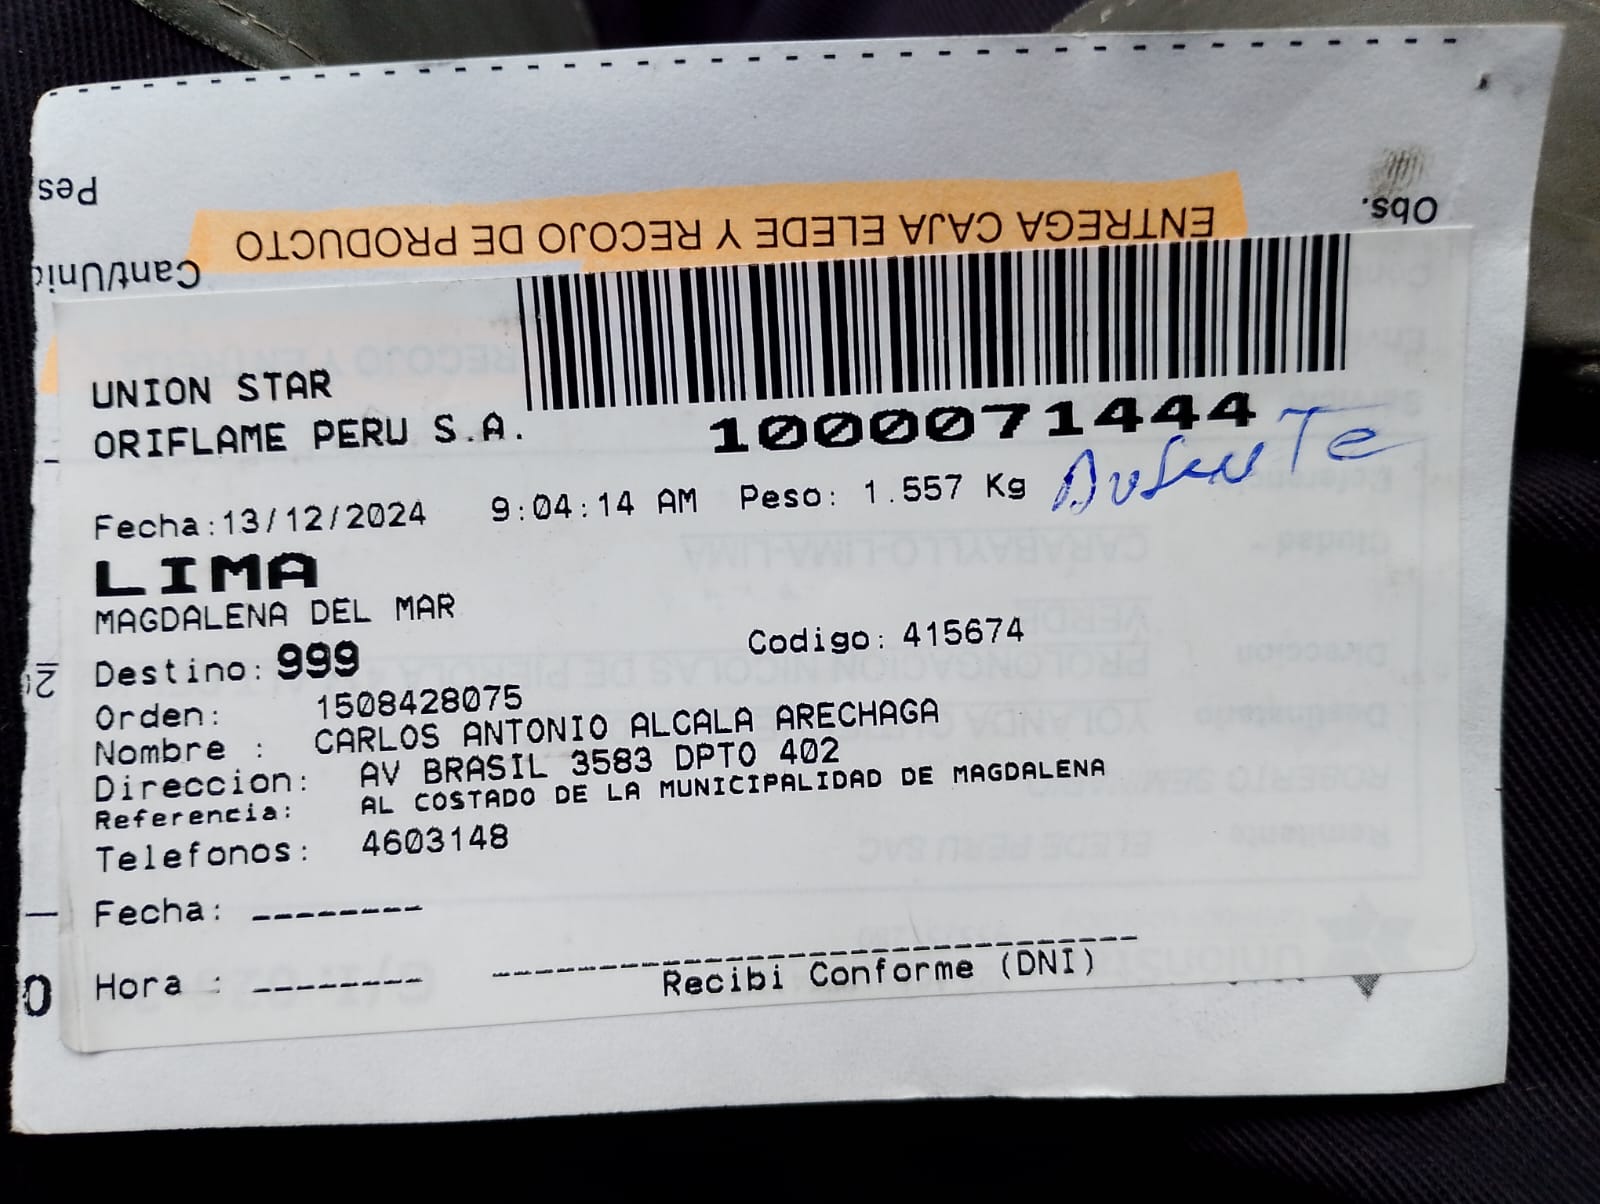 Pes
Obs.
Cant/Unid
ENTREGA CAJA ELEDE Y RECOJO DE PRODUCTO
UNION STAR
ORIFLAME PERU S.A.
1000071444
Ausente
Fecha:13/12/2024 9:04:14 AM Peso: 1.557 Kg
LIMA
MAGDALENA DEL MAR
Destino: 999 Codigo: 415674
Orden: 1508428075
Nombre : CARLOS ANTONIO ALCALA ARECHAGA
Direccion: AV BRASIL 3583 DPTO 402
Referencia: AL COSTADO DE LA MUNICIPALIDAD DE MAGDALENA
Telefonos: 4603148
Fecha: --------
Hora : --------
Recibi Conforme (DNI)